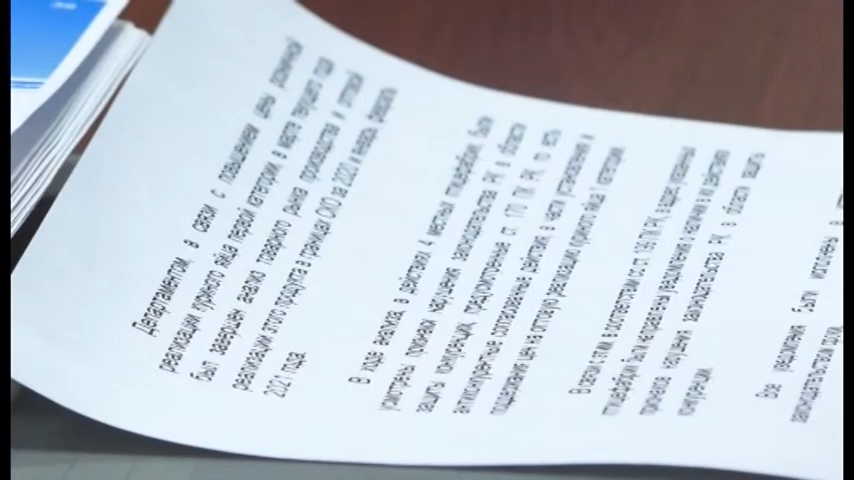 Департаментом, в связи с повышением цены розничной
реализации куриного яйца первой категории в марте текущего года
был завершен анализ товарного рынка производства и оптовой
реализации этого продукта в границах СКО за 2020 и январь, февраль
2021 года.
В ходе анализа, в действиях 4 местных птицефабрик, были
усмотрены признаки нарушения законодательства РК в области
защиты конкуренции, предусмотренные ст. 170 ПК РК, то есть
антиконкурентные согласованные действия, в части установления и
поддержания цен на оптовую реализацию куриного яйца 1 категории.
В связи с этим, в соответствии со ст. 195 ПК РК, в адрес указанных
птицефабрик были направлены уведомления о наличии в их действиях
признаков нарушения законодательства РК в области защиты
конкуренции.
Все уведомления были исполнены в
законодательством сроки.